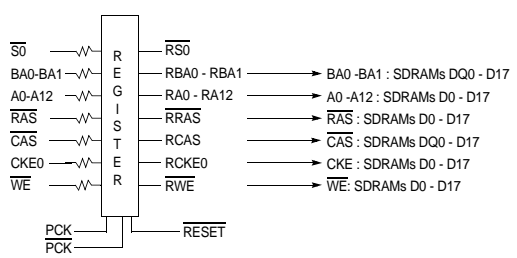 S0 REGISTER RS0
BA0-BA1 RBA0 - RBA1 BA0 -BA1 : SDRAMs DQ0 - D17
A0-A12 RA0 - RA12 A0 -A12 : SDRAMs D0 - D17
RAS RRAS RAS : SDRAMs D0 - D17
CAS RCAS CAS : SDRAMs DQ0 - D17
CKE0 RCKE0 CKE : SDRAMs D0 - D17
WE RWE WE: SDRAMs D0 - D17
PCK RESET
PCK